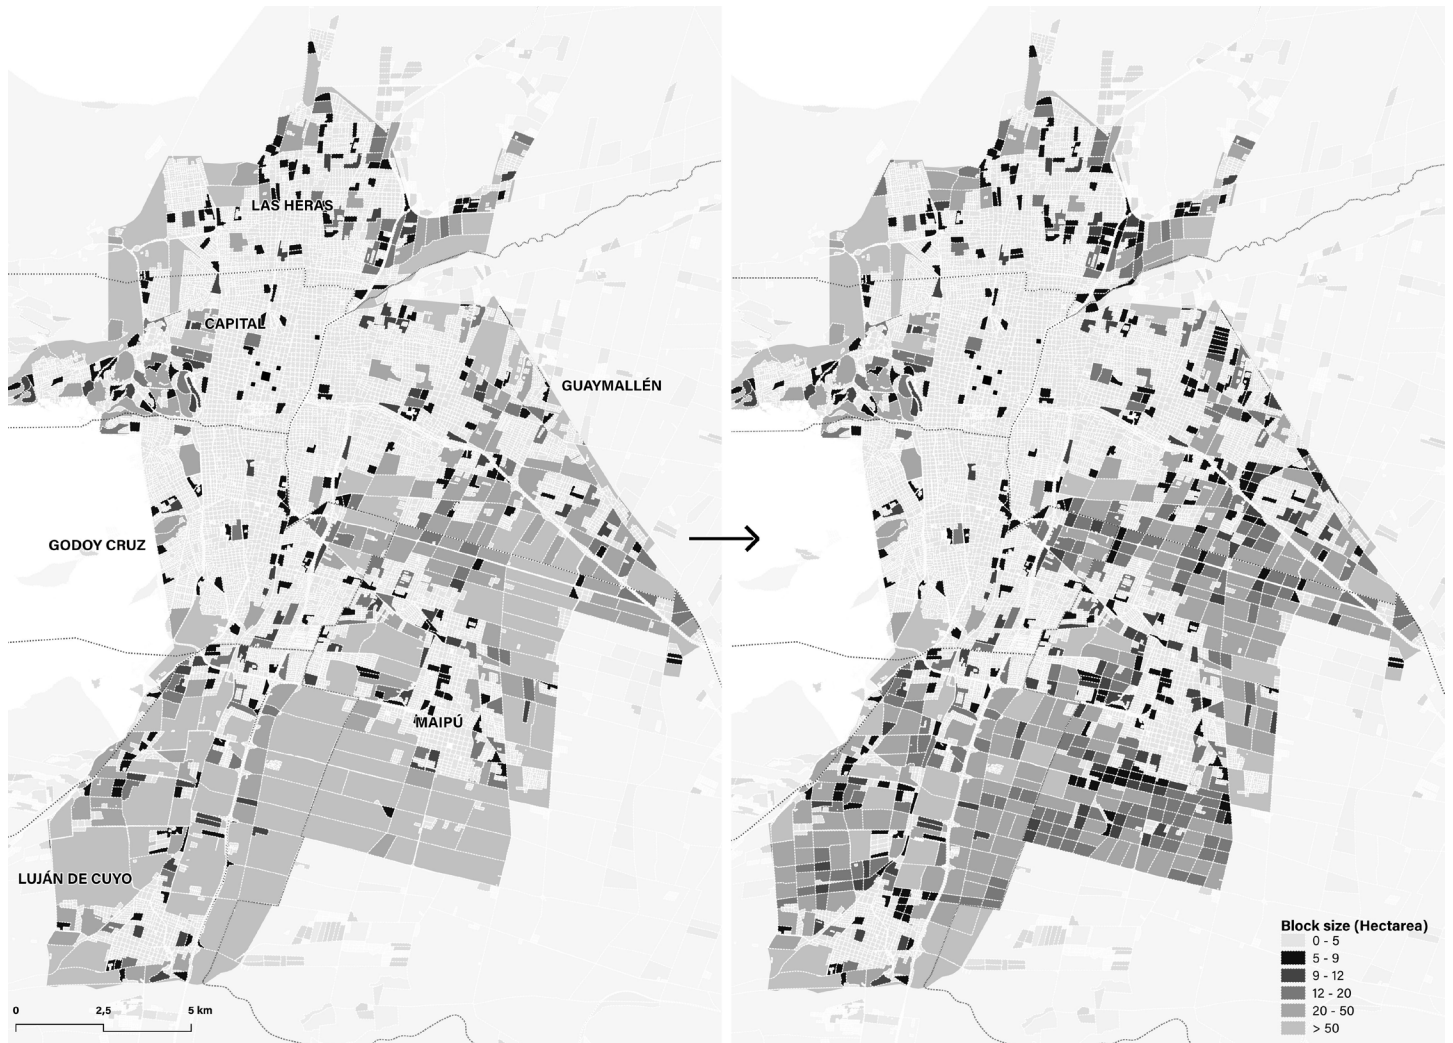 LAS HERAS
CAPITAL
GUAYMALLÉN
GODOY CRUZ
MAIPÚ
LUJÁN DE CUYO
0 2,5 5 km
Block size (Hectarea)
0 - 5
5 - 9
9 - 12
12 - 20
20 - 50
> 50